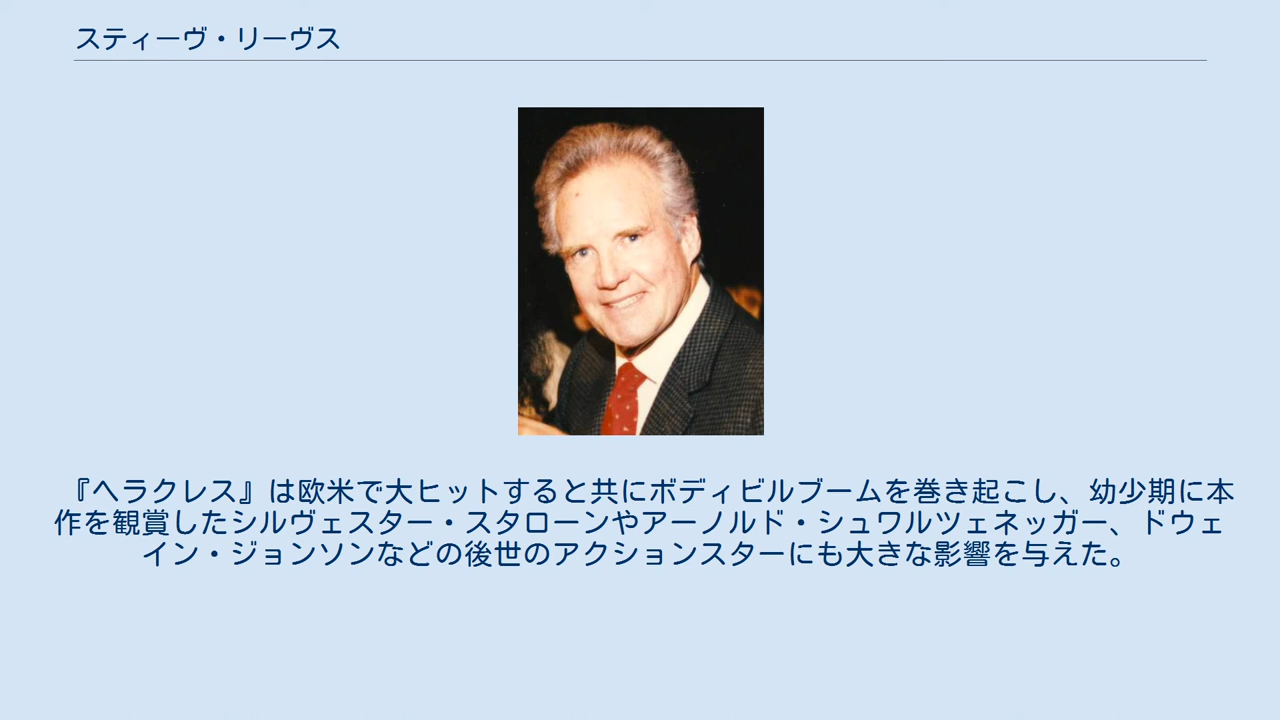 スティーヴ・リーヴス
『ヘラクレス』は欧米で大ヒットすると共にボディビルブームを巻き起こし、幼少期に本
作を観賞したシルヴェスター・スタローンやアーノルド・シュワルツェネッガー、ドウェ
イン・ジョンソンなどの後世のアクションスターにも大きな影響を与えた。